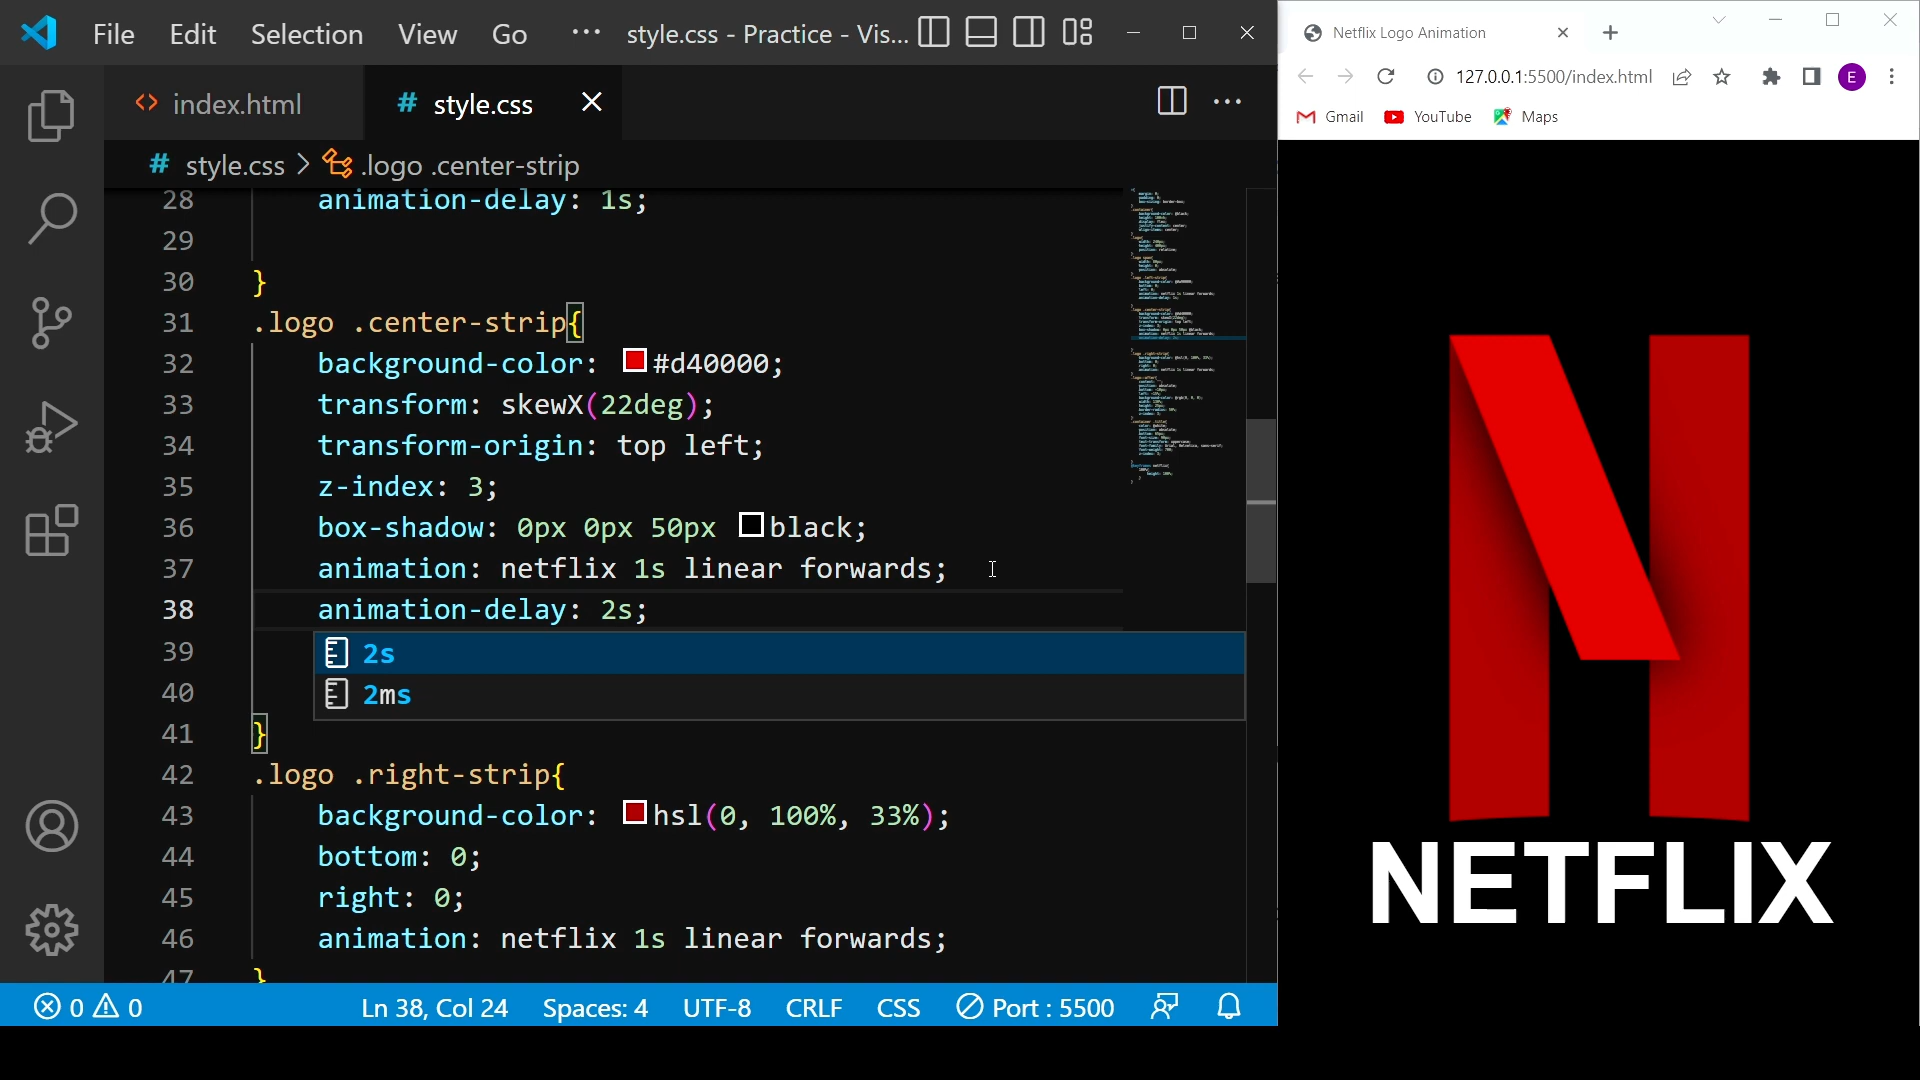 File Edit Selection View Go ··· style.css - Practice - Vis...
index.html
# style.css
# style.css > .logo .center-strip
28 animation-delay: 1s;
29
30 }
31 .logo .center-strip{
32 background-color: #d40000;
33 transform: skewX(22deg);
34 transform-origin: top left;
35 z-index: 3;
36 box-shadow: 0px 0px 50px black;
37 animation: netflix 1s linear forwards;
38 animation-delay: 2s;
39 2s
40 2ms
41 }
42 .logo .right-strip{
43 background-color: hsl(0, 100%, 33%);
44 bottom: 0;
45 right: 0;
46 animation: netflix 1s linear forwards;
47 }
0 0 Ln 38, Col 24 Spaces: 4 UTF-8 CRLF CSS Port : 5500
Netflix Logo Animation
127.0.0.1:5500/index.html E
Gmail YouTube Maps
NETFLIX